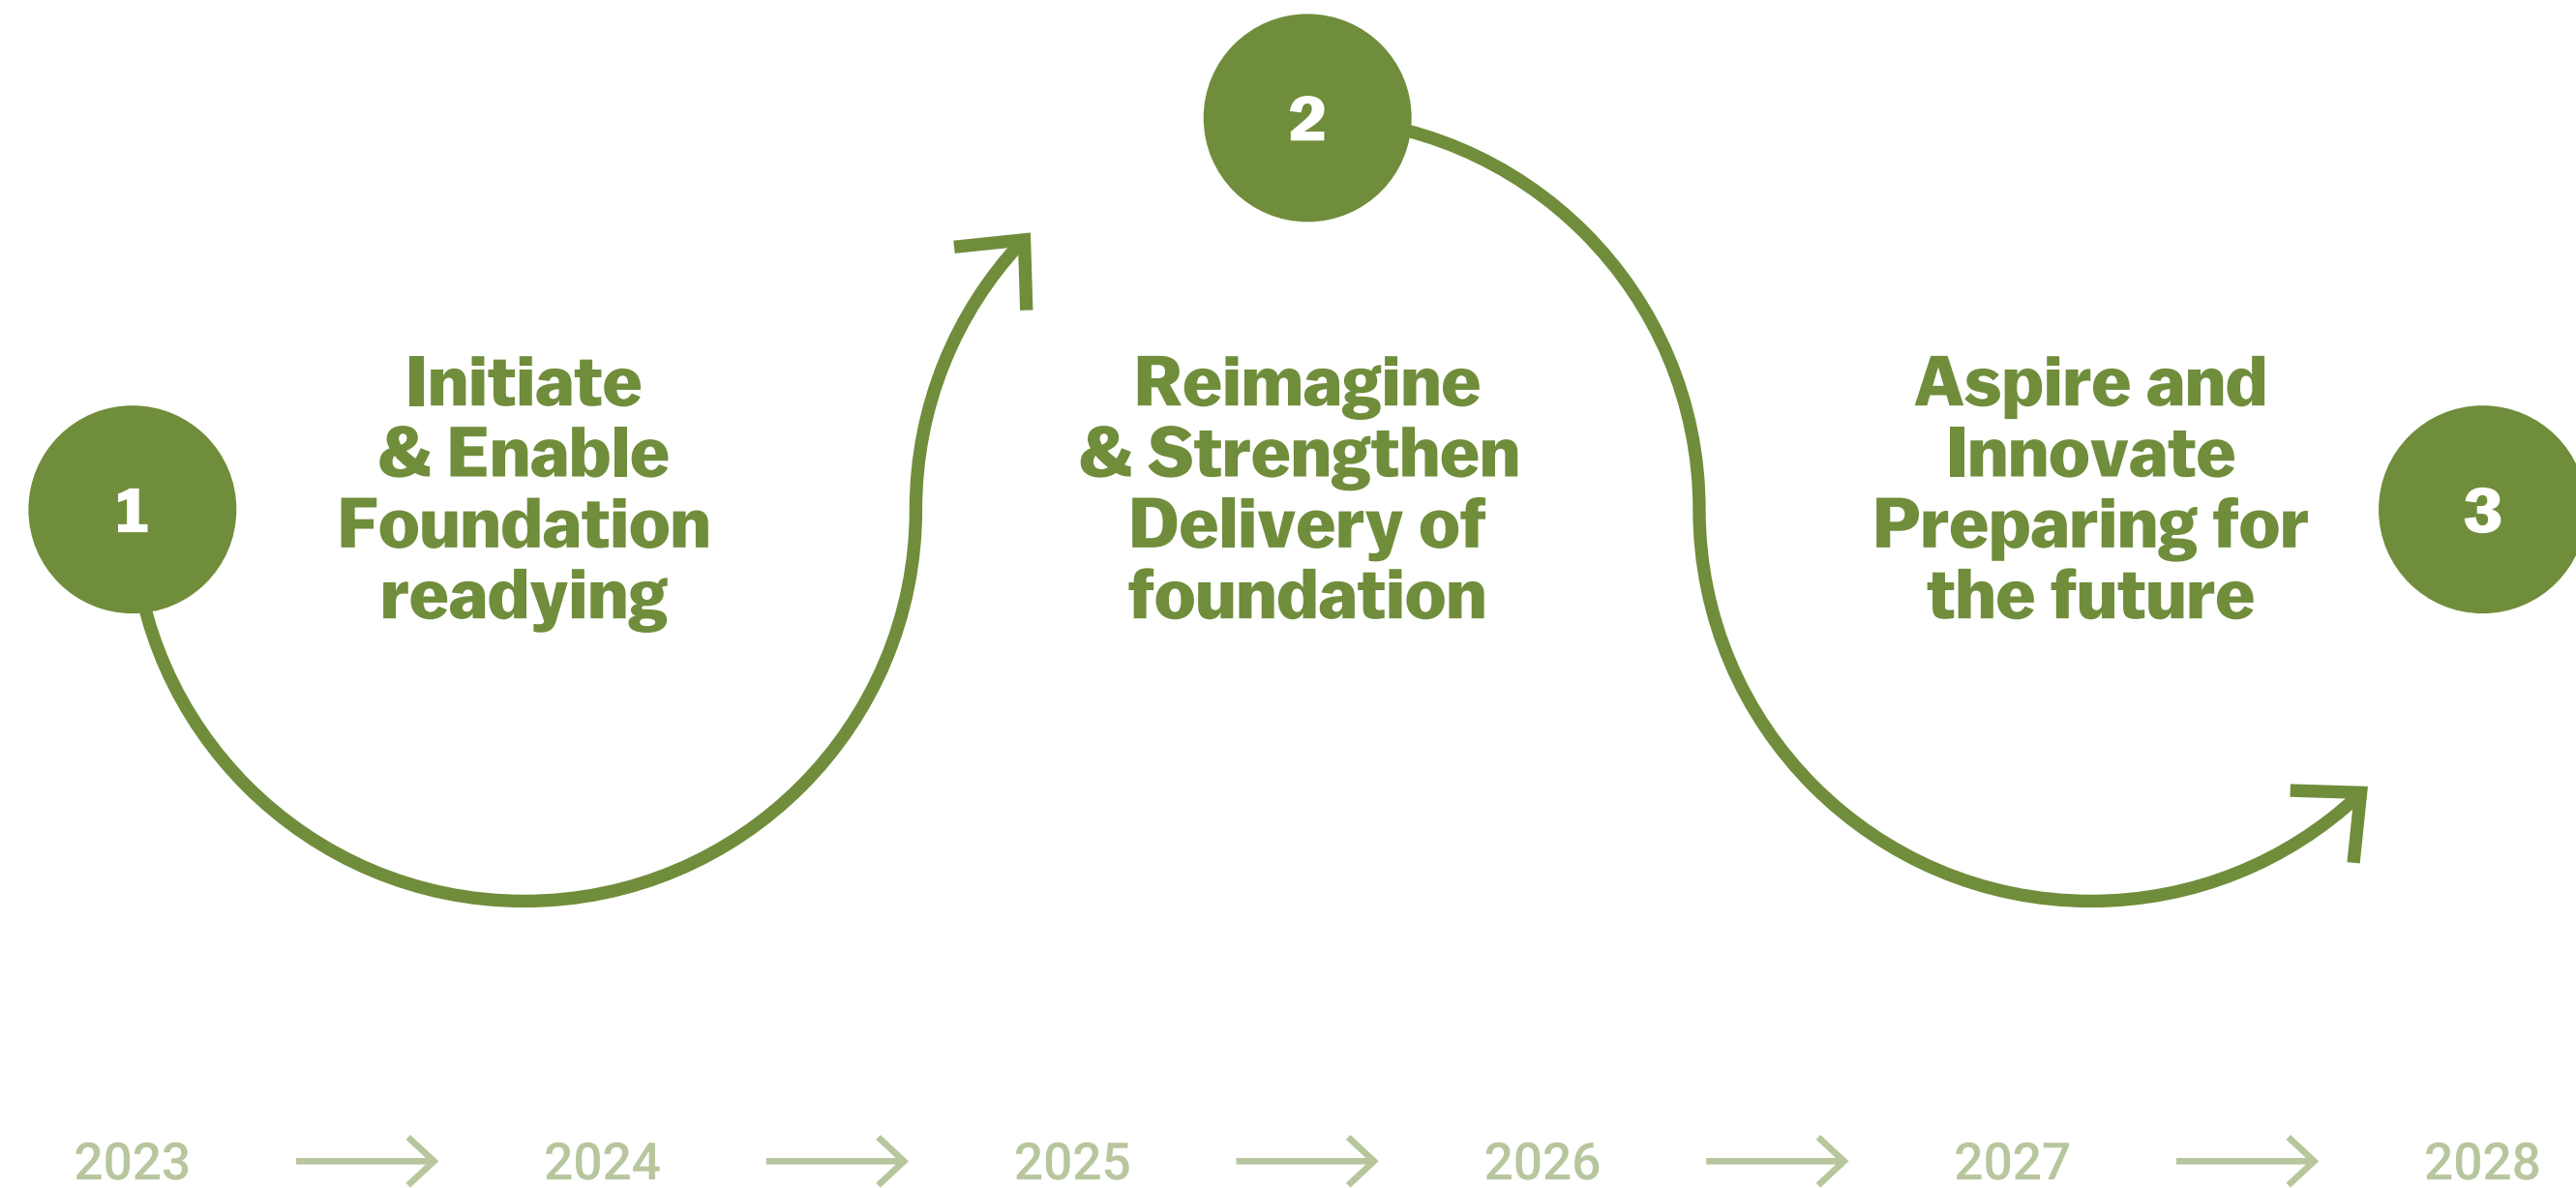 1
Initiate
& Enable
Foundation
readying
2
Reimagine
& Strengthen
Delivery of
foundation
Aspire and
Innovate
Preparing for
the future
3
2023 2024 2025 2026 2027 2028